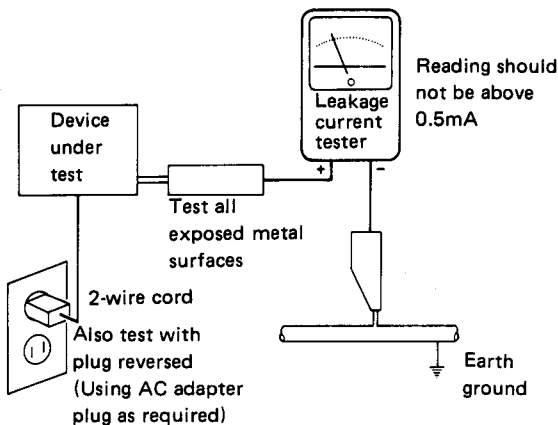 Device
under
test
Leakage
current
tester
+ -
Reading should
not be above
0.5mA
Test all
exposed metal
surfaces
2-wire cord
Also test with
plug reversed
(Using AC adapter
plug as required)
Earth
ground